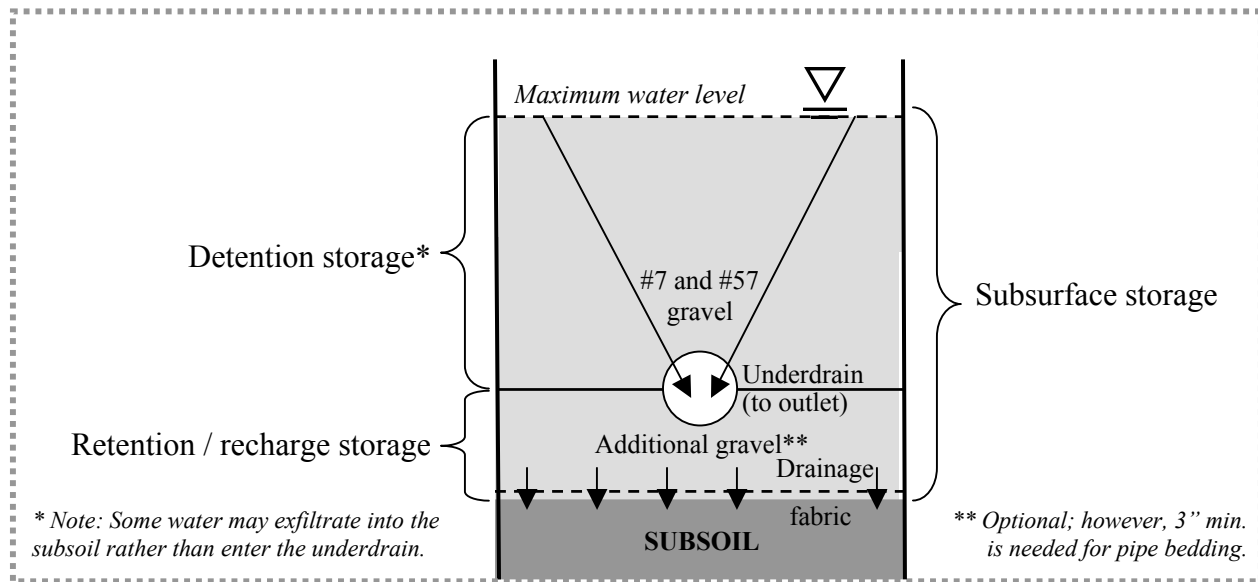 Maximum water level
Detention storage*
#7 and #57
gravel
Subsurface storage
Underdrain
(to outlet)
Retention / recharge storage
Additional gravel**
Drainage
fabric
* Note: Some water may exfiltrate into the
subsoil rather than enter the underdrain.
SUBSOIL
** Optional; however, 3” min.
is needed for pipe bedding.